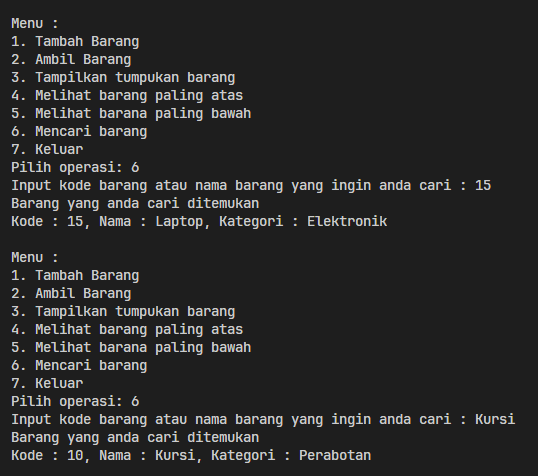 Menu :
1. Tambah Barang
2. Ambil Barang
3. Tampilkan tumpukan barang
4. Melihat barang paling atas
5. Melihat barana paling bawah
6. Mencari barang
7. Keluar
Pilih operasi: 6
Input kode barang atau nama barang yang ingin anda cari : 15
Barang yang anda cari ditemukan
Kode : 15, Nama : Laptop, Kategori : Elektronik
Menu :
1. Tambah Barang
2. Ambil Barang
3. Tampilkan tumpukan barang
4. Melihat barang paling atas
5. Melihat barana paling bawah
6. Mencari barang
7. Keluar
Pilih operasi: 6
Input kode barang atau nama barang yang ingin anda cari : Kursi
Barang yang anda cari ditemukan
Kode : 10, Nama : Kursi, Kategori : Perabotan